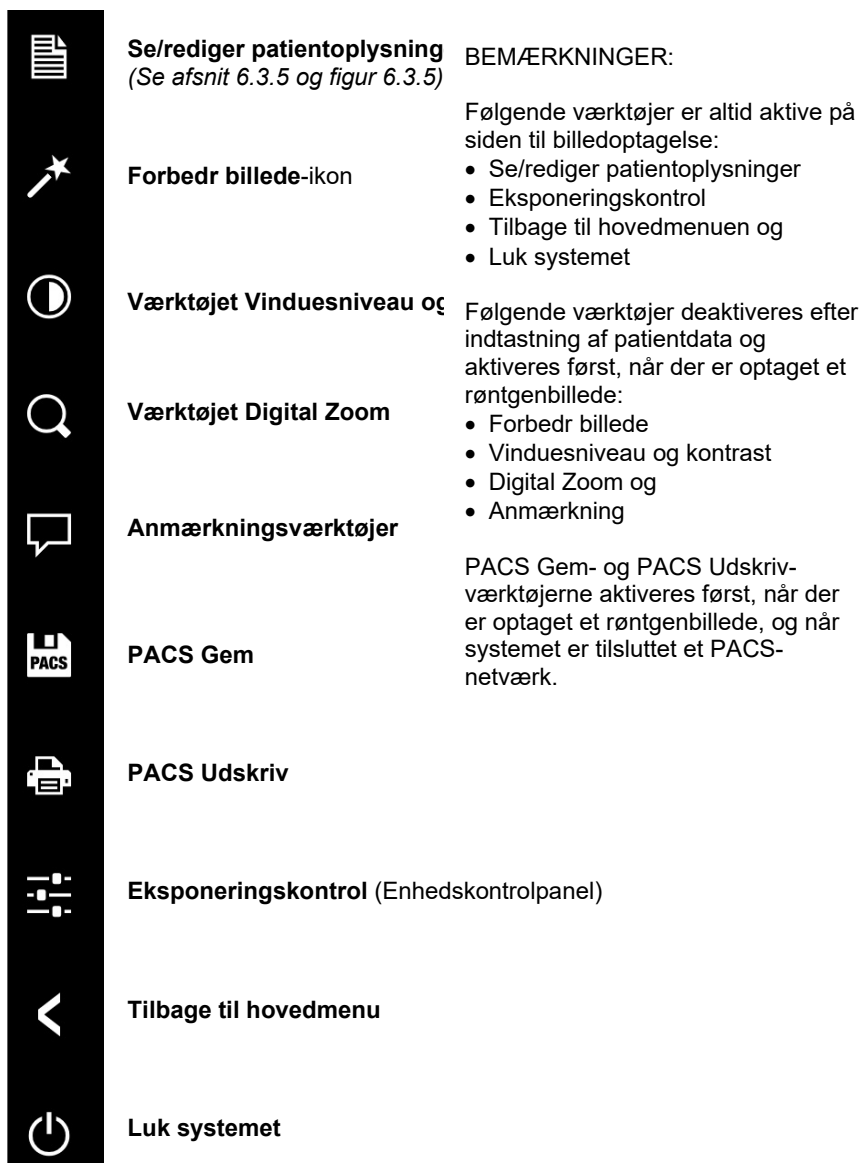 Se/rediger patientoplysning
(Se afsnit 6.3.5 og figur 6.3.5)
Forbedr billede-ikon
Værktøjet Vinduesniveau og
Værktøjet Digital Zoom
Anmærkningsværktøjer
PACS
PACS Gem
PACS Udskriv
Eksponeringskontrol (Enhedskontrolpanel)
Tilbage til hovedmenu
Luk systemet
BEMÆRKNINGER:
Følgende værktøjer er altid aktive på
siden til billedoptagelse:
• Se/rediger patientoplysninger
• Eksponeringskontrol
• Tilbage til hovedmenuen og
• Luk systemet
Følgende værktøjer deaktiveres efter
indtastning af patientdata og
aktiveres først, når der er optaget et
røntgenbillede:
• Forbedr billede
• Vinduesniveau og kontrast
• Digital Zoom og
• Anmærkning
PACS Gem- og PACS Udskriv-
værktøjerne aktiveres først, når der
er optaget et røntgenbillede, og når
systemet er tilsluttet et PACS-
netværk.